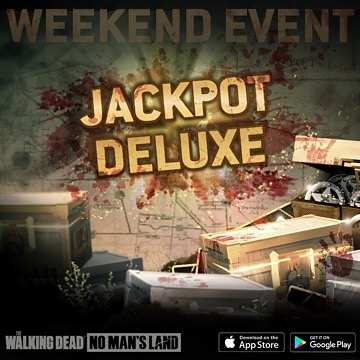 WEEKEND EVENT
JACKPOT
DELUXE
THE WALKING DEAD NO MAN'S LAND
Download on the
App Store
GET IT ON
Google Play